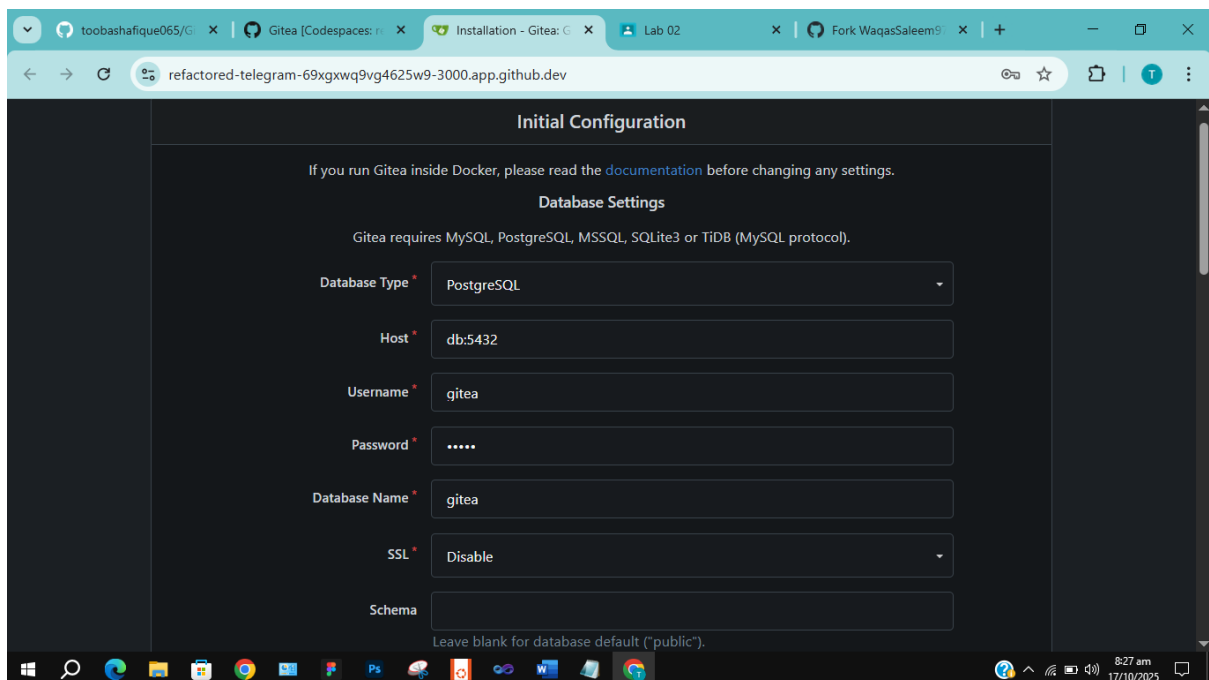 toobashafique065/Gi
Gitea [Codespaces: r
Installation - Gitea: G
Lab 02
Fork WaqasSaleem97
refactored-telegram-69xgxwq9vg4625w9-3000.app.github.dev
T
Initial Configuration
If you run Gitea inside Docker, please read the documentation before changing any settings.
Database Settings
Gitea requires MySQL, PostgreSQL, MSSQL, SQLite3 or TiDB (MySQL protocol).
Database Type *
PostgreSQL
Host *
db:5432
Username *
gitea
Password *
•••••
Database Name *
gitea
SSL *
Disable
Schema
Leave blank for database default ("public").
Ps
W
8:27 am
17/10/2025